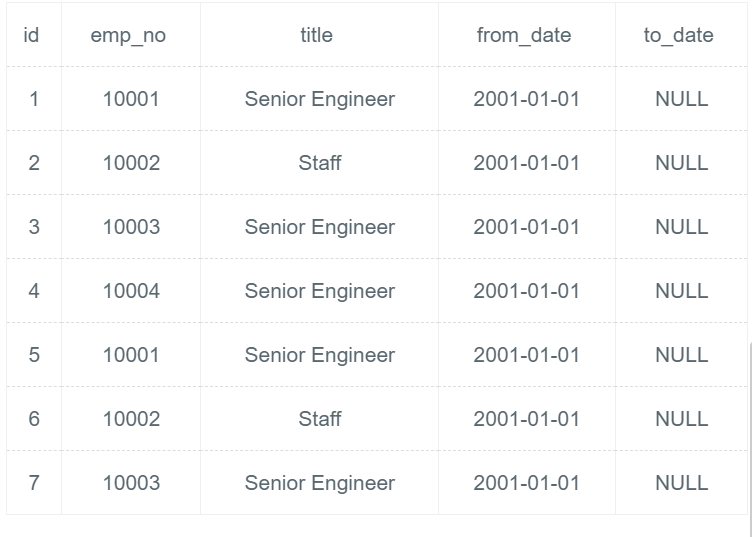 id emp_no title from_date to_date
1 10001 Senior Engineer 2001-01-01 NULL
2 10002 Staff 2001-01-01 NULL
3 10003 Senior Engineer 2001-01-01 NULL
4 10004 Senior Engineer 2001-01-01 NULL
5 10001 Senior Engineer 2001-01-01 NULL
6 10002 Staff 2001-01-01 NULL
7 10003 Senior Engineer 2001-01-01 NULL